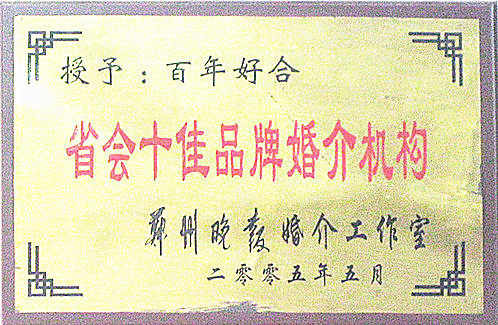 授予：百年好合
省会十佳品牌婚介机构
郑州晚报婚介工作室
二零零五年五月